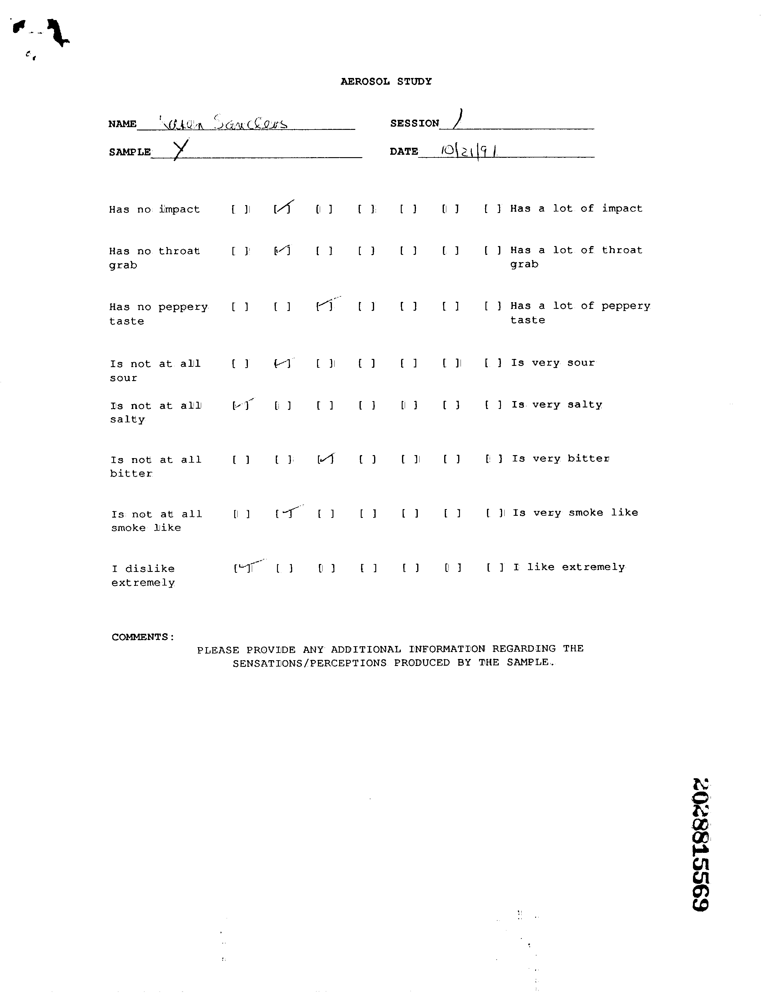 AEROSOL STUDY
NAME Sanders SESSION 1
SAMPLE Y DATE 10/21/91
Has no impact [ ] [✓] [ ] [ ] [ ] [ ] [ ] Has a lot of impact
Has no throat [ ] [✓] [ ] [ ] [ ] [ ] [ ] Has a lot of throat
grab grab
Has no peppery [ ] [ ] [✓] [ ] [ ] [ ] [ ] Has a lot of peppery
taste taste
Is not at all [ ] [✓] [ ] [ ] [ ] [ ] [ ] Is very sour
sour
Is not at all [✓] [ ] [ ] [ ] [ ] [ ] [ ] Is very salty
salty
Is not at all [ ] [ ] [✓] [ ] [ ] [ ] [ ] Is very bitter
bitter
Is not at all [ ] [✓] [ ] [ ] [ ] [ ] [ ] Is very smoke like
smoke like
I dislike [✓] [ ] [ ] [ ] [ ] [ ] [ ] I like extremely
extremely
COMMENTS:
PLEASE PROVIDE ANY ADDITIONAL INFORMATION REGARDING THE
SENSATIONS/PERCEPTIONS PRODUCED BY THE SAMPLE.
2028815569